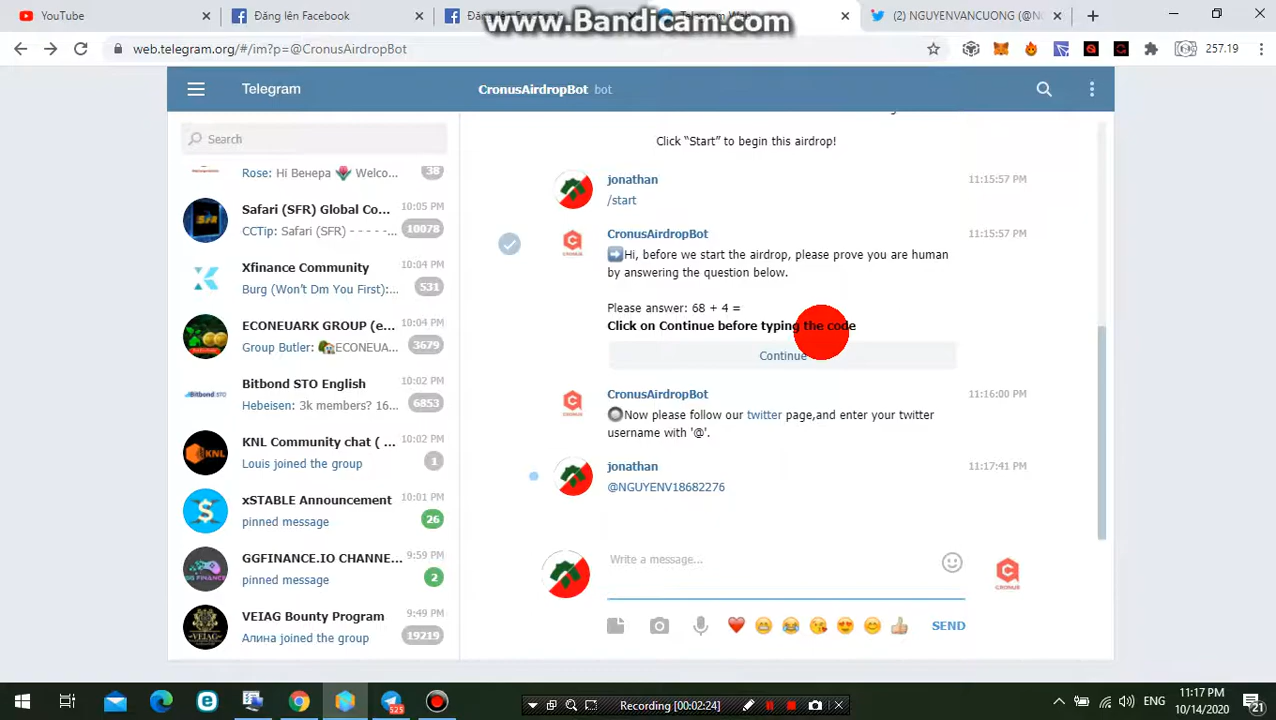 YouTube
Đăng lên Facebook
www.Bandicam.com
(2) NGUYENVANCUONG (@N
web.telegram.org/#/im?p=@CronusAirdropBot
257.19
Telegram
CronusAirdropBot bot
Search
Rose: Hi Венера 🌷 Welco...
38
Safari (SFR) Global Co...
10:05 PM
CCTip: Safari (SFR) - - - - -...
10078
Xfinance Community
10:04 PM
Burg (Won't Dm You First):...
531
ECONEUARK GROUP (e...
10:04 PM
Group Butler: ECONEUA...
3679
Bitbond STO English
10:02 PM
Hebeisen: 3k members? 16...
6853
KNL Community chat ( ...
10:02 PM
Louis joined the group
1
xSTABLE Announcement
10:01 PM
pinned message
26
GGFINANCE.IO CHANNE...
9:59 PM
pinned message
2
VEIAG Bounty Program
9:49 PM
Алина joined the group
19219
Click “Start” to begin this airdrop!
jonathan
11:15:57 PM
/start
CronusAirdropBot
11:15:57 PM
➡Hi, before we start the airdrop, please prove you are human
by answering the question below.
Please answer: 68 + 4 =
Click on Continue before typing the code
Continue
CronusAirdropBot
11:16:00 PM
Now please follow our twitter page,and enter your twitter
username with '@'.
jonathan
11:17:41 PM
@NGUYENV18682276
Write a message...
CRONUS
SEND
525
Recording [00:02:24]
ENG
11:17 PM
10/14/2020
21